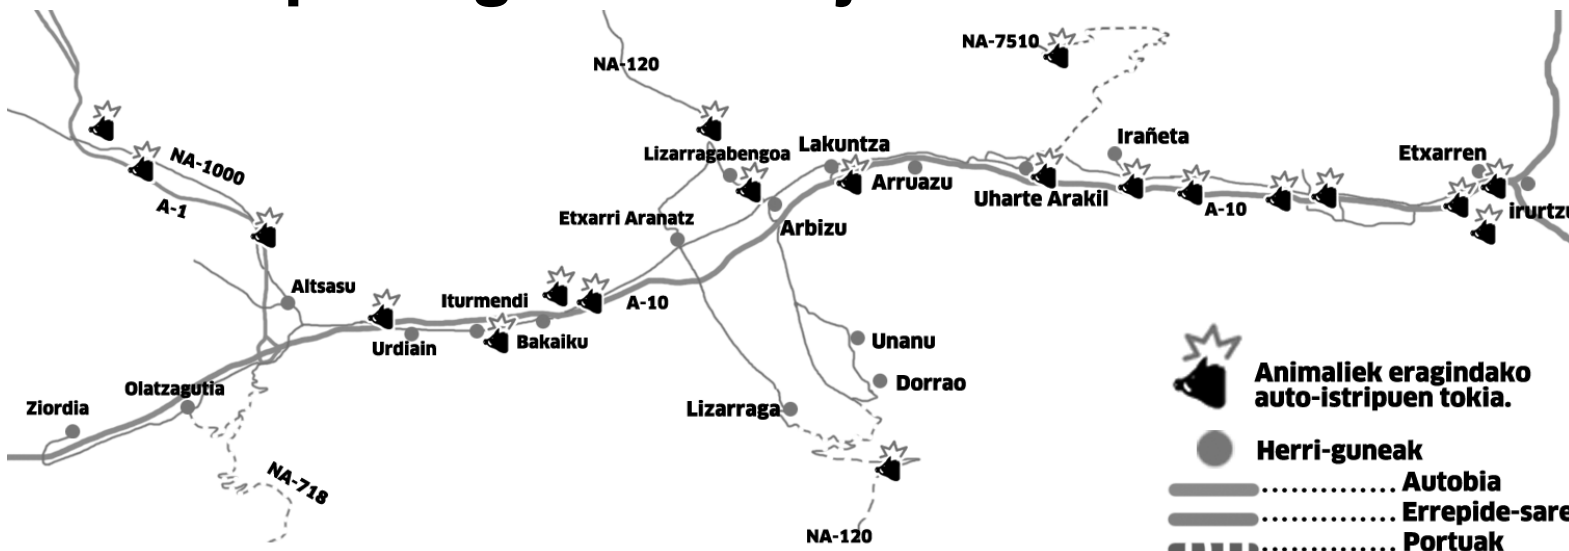 NA-7510
NA-120
Irañeta
Lakuntza
Lizarragabengoa
Etxarren
NA-1000
Arruazu
Uharte Arakil
A-10
irurtzu
A-1
Etxarri Aranatz
Arbizu
Altsasu
Iturmendi
A-10
Urdiain
Bakaiku
Unanu
Dorrao
Olatzagutia
Ziordia
Lizarraga
NA-718
NA-120
Animaliek eragindako
auto-istripuen tokia.
Herri-guneak
Autobia
Errepide-sare
Portuak